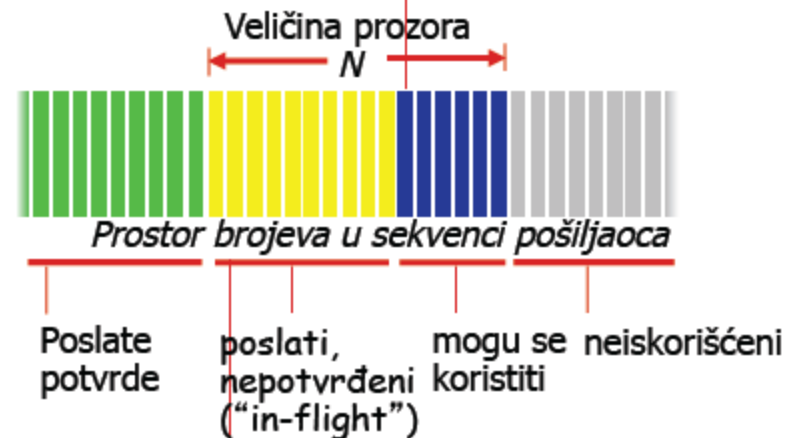 Veličina prozora
N
Prostor brojeva u sekvenci pošiljaoca
Poslate
potvrde
poslati,
nepotvrđeni
(“in-flight”)
mogu se
koristiti
neiskorišćeni